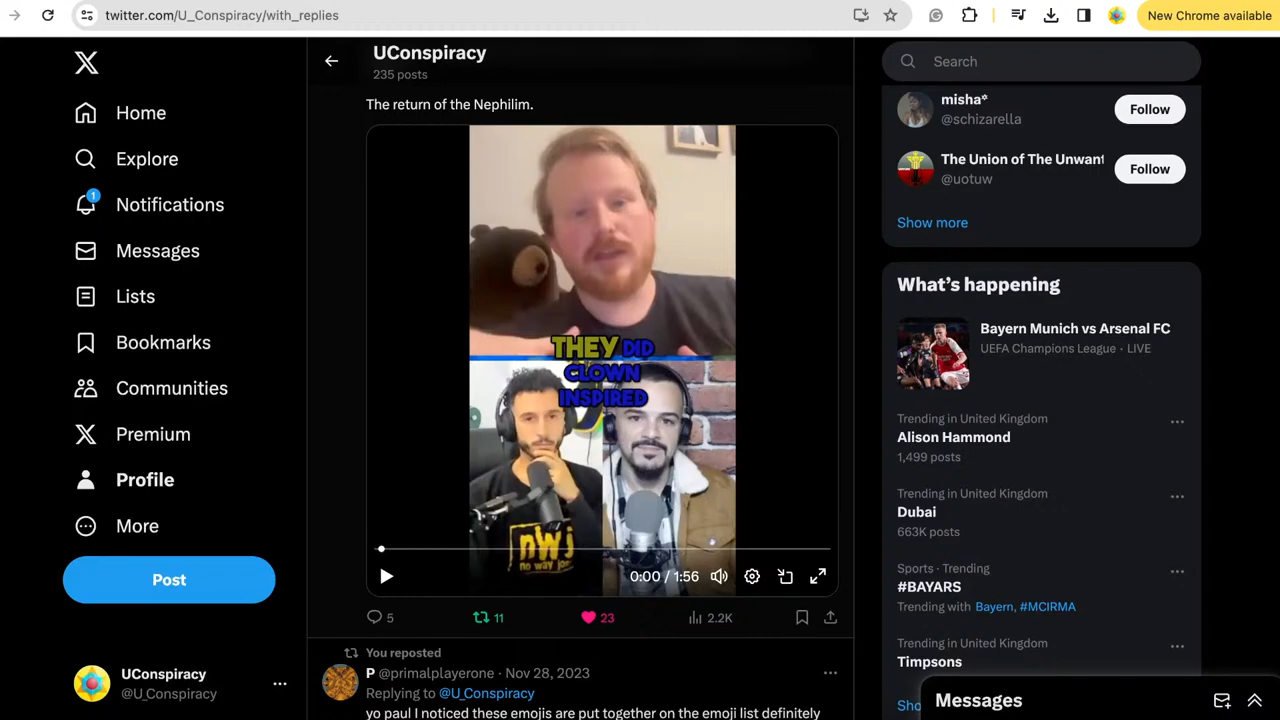 twitter.com/U_Conspiracy/with_replies
New Chrome available
UConspiracy
235 posts
Home
Explore
1
Notifications
Messages
Lists
Bookmarks
Communities
Premium
Profile
More
Post
UConspiracy
@U_Conspiracy
The return of the Nephilim.
THEY DID
CLOWN
INSPIRED
nWj
no way jose
0:00 / 1:56
5
11
23
2.2K
You reposted
P @primalplayerone · Nov 28, 2023
Replying to @U_Conspiracy
yo paul I noticed these emojis are put together on the emoji list definitely
Search
misha*
@schizarella
Follow
The Union of The Unwant
@uotuw
Follow
Show more
What's happening
Bayern Munich vs Arsenal FC
UEFA Champions League · LIVE
Trending in United Kingdom
Alison Hammond
1,499 posts
Trending in United Kingdom
Dubai
663K posts
Sports · Trending
#BAYARS
Trending with Bayern, #MCIRMA
Trending in United Kingdom
Timpsons
Sho
Messages